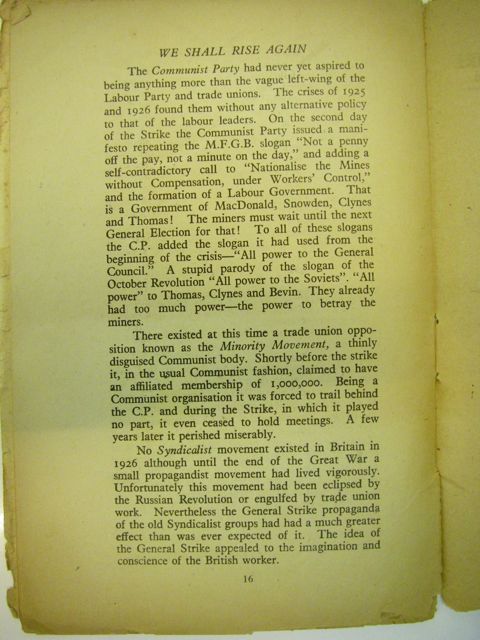 WE SHALL RISE AGAIN
The Communist Party had never yet aspired to
being anything more than the vague left-wing of the
Labour Party and trade unions. The crises of 1925
and 1926 found them without any alternative policy
to that of the labour leaders. On the second day
of the Strike the Communist Party issued a mani-
festo repeating the M.F.G.B. slogan "Not a penny
off the pay, not a minute on the day," and adding a
self-contradictory call to "Nationalise the Mines
without Compensation, under Workers' Control,"
and the formation of a Labour Government. That
is a Government of MacDonald, Snowden, Clynes
and Thomas! The miners must wait until the next
General Election for that! To all of these slogans
the C.P. added the slogan it had used from the
beginning of the crisis—"All power to the General
Council." A stupid parody of the slogan of the
October Revolution "All power to the Soviets". "All
power" to Thomas, Clynes and Bevin. They already
had too much power—the power to betray the
miners.
There existed at this time a trade union oppo-
sition known as the Minority Movement, a thinly
disguised Communist body. Shortly before the strike
it, in the usual Communist fashion, claimed to have
an affiliated membership of 1,000,000. Being a
Communist organisation it was forced to trail behind
the C.P. and during the Strike, in which it played
no part, it even ceased to hold meetings. A few
years later it perished miserably.
No Syndicalist movement existed in Britain in
1926 although until the end of the Great War a
small propagandist movement had lived vigorously.
Unfortunately this movement had been eclipsed by
the Russian Revolution or engulfed by trade union
work. Nevertheless the General Strike propaganda
of the old Syndicalist groups had had a much greater
effect than was ever expected of it. The idea of
the General Strike appealed to the imagination and
conscience of the British worker.
16